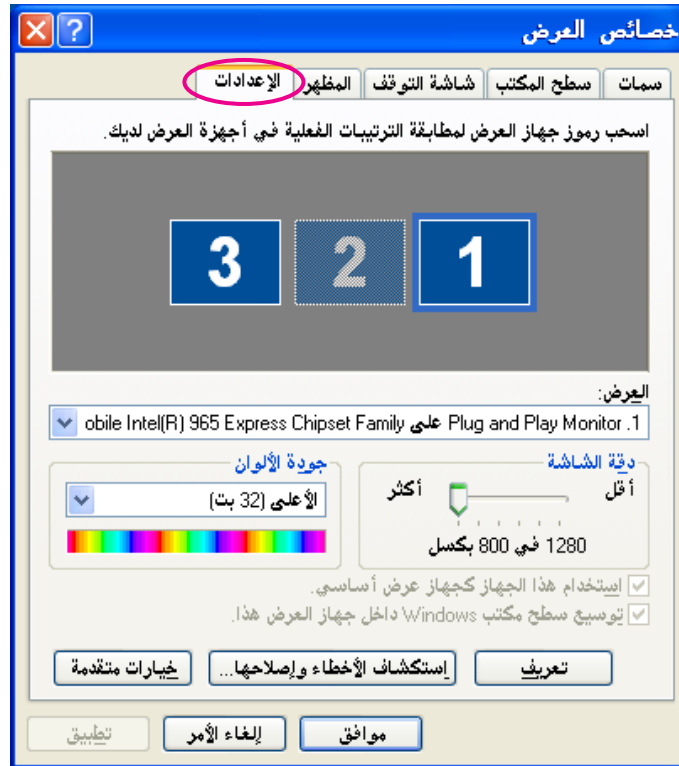 خصائص العرض
سمات سطح المكتب شاشة التوقف المظهر الإعدادات
اسحب رموز جهاز العرض لمطابقة الترتيبات الفعلية في أجهزة العرض لديك.
1 2 3
العرض:
1. Plug and Play Monitor على obile Intel(R) 965 Express Chipset Family
دقة الشاشة
أقل أكثر
1280 في 800 بكسل
جودة الألوان
الأعلى (32 بت)
إستخدام هذا الجهاز كجهاز عرض أساسي.
توسيع سطح مكتب Windows داخل جهاز العرض هذا.
تعريف إستكشاف الأخطاء وإصلاحها... خيارات متقدمة
موافق إلغاء الأمر تطبيق